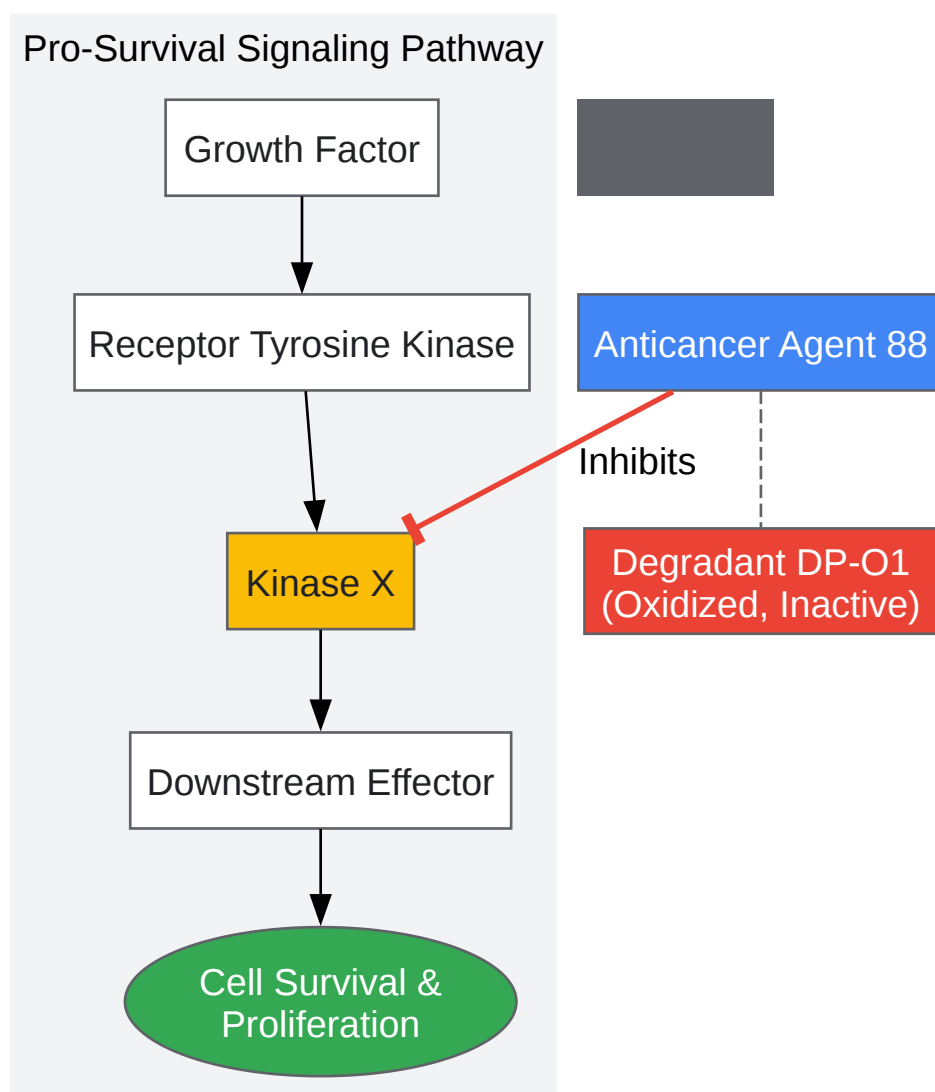 Pro-Survival Signaling Pathway
Growth Factor
Receptor Tyrosine Kinase
Anticancer Agent 88
Inhibits
Kinase X
Degradant DP-O1
(Oxidized, Inactive)
Downstream Effector
Cell Survival &
Proliferation